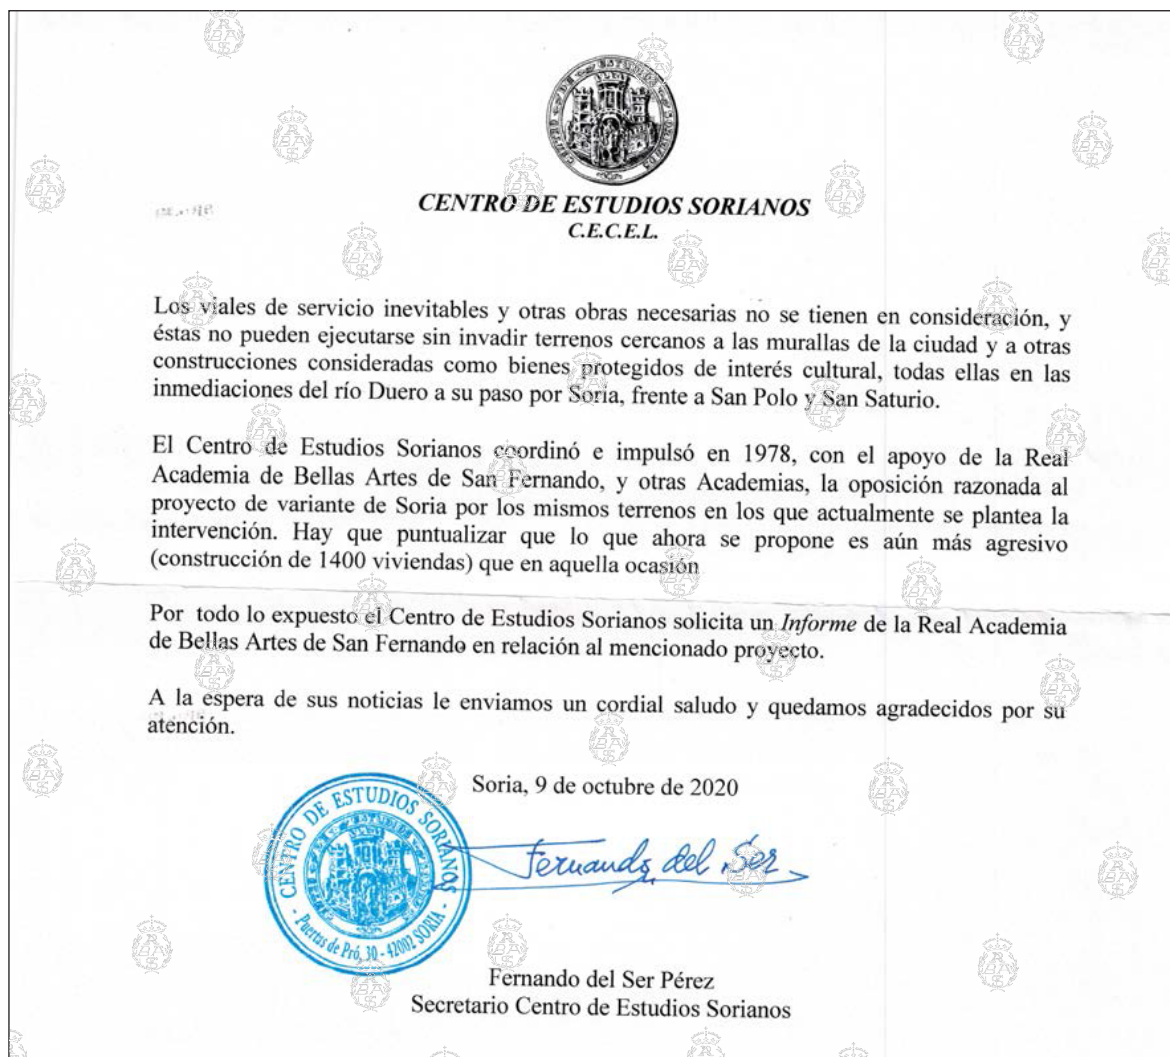 CENTRO DE ESTUDIOS SORIANOS
CENTRO DE ESTUDIOS SORIANOS
C.E.C.E.L.
Los viales de servicio inevitables y otras obras necesarias no se tienen en consideración, y
éstas no pueden ejecutarse sin invadir terrenos cercanos a las murallas de la ciudad y a otras
construcciones consideradas como bienes protegidos de interés cultural, todas ellas en las
inmediaciones del río Duero a su paso por Soria, frente a San Polo y San Saturio.
El Centro de Estudios Sorianos coordinó e impulsó en 1978, con el apoyo de la Real
Academia de Bellas Artes de San Fernando, y otras Academias, la oposición razonada al
proyecto de variante de Soria por los mismos terrenos en los que actualmente se plantea la
intervención. Hay que puntualizar que lo que ahora se propone es aún más agresivo
(construcción de 1400 viviendas) que en aquella ocasión
Por todo lo expuesto el Centro de Estudios Sorianos solicita un Informe de la Real Academia
de Bellas Artes de San Fernando en relación al mencionado proyecto.
A la espera de sus noticias le enviamos un cordial saludo y quedamos agradecidos por su
atención.
Soria, 9 de octubre de 2020
CENTRO DE ESTUDIOS SORIANOS
- Puertas de Pró, 30 - 42002 SORIA -
Fernando del Ser
Fernando del Ser Pérez
Secretario Centro de Estudios Sorianos